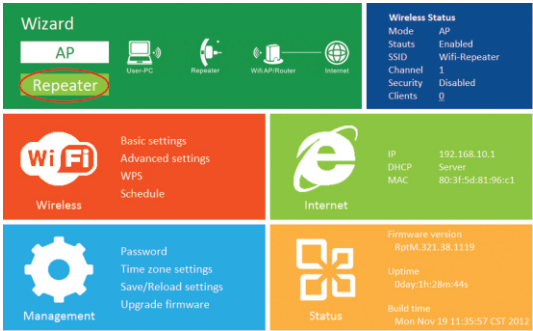 Wizard
AP
Repeater
User-PC
Repeater
Wifi AP/Router
Internet
Wireless Status
Mode AP
Stauts Enabled
SSID Wifi-Repeater
Channel 1
Security Disabled
Clients 0
WiFi
Wireless
Basic settings
Advanced settings
WPS
Schedule
Internet
IP 192.168.10.1
DHCP Server
MAC 80:3f:5d:81:96:c1
Management
Password
Time zone settings
Save/Reload settings
Upgrade firmware
Status
Firmware version
RptM.321.38.1119
Uptime
0day:1h:28m:44s
Build time
Mon Nov 19 11:35:57 CST 2012